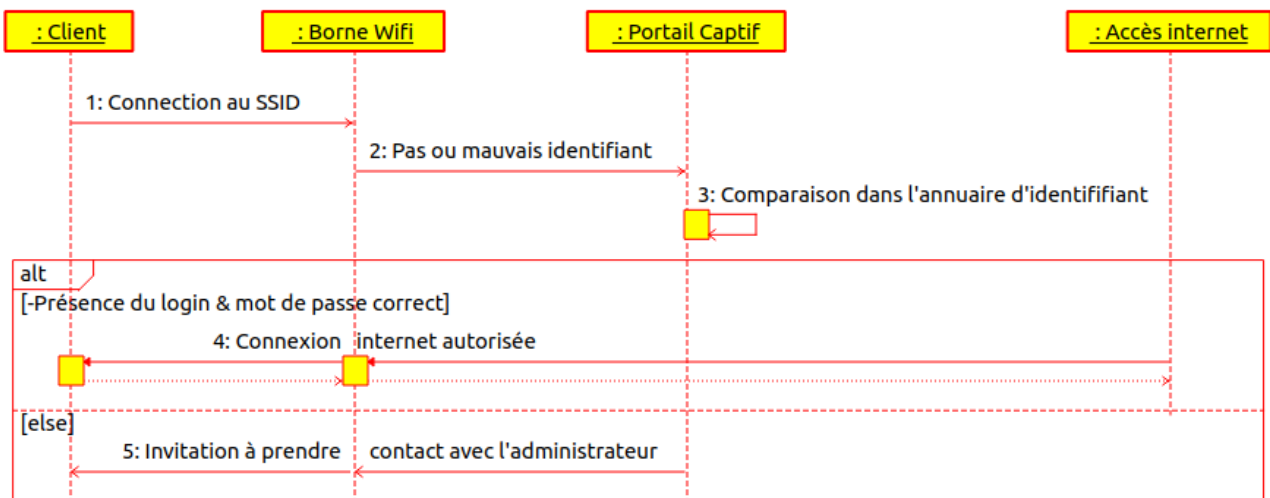 : Client
: Borne Wifi
: Portail Captif
: Accès internet
1: Connection au SSID
2: Pas ou mauvais identifiant
3: Comparaison dans l'annuaire d'identififiant
alt
[-Présence du login & mot de passe correct]
4: Connexion internet autorisée
[else]
5: Invitation à prendre contact avec l'administrateur